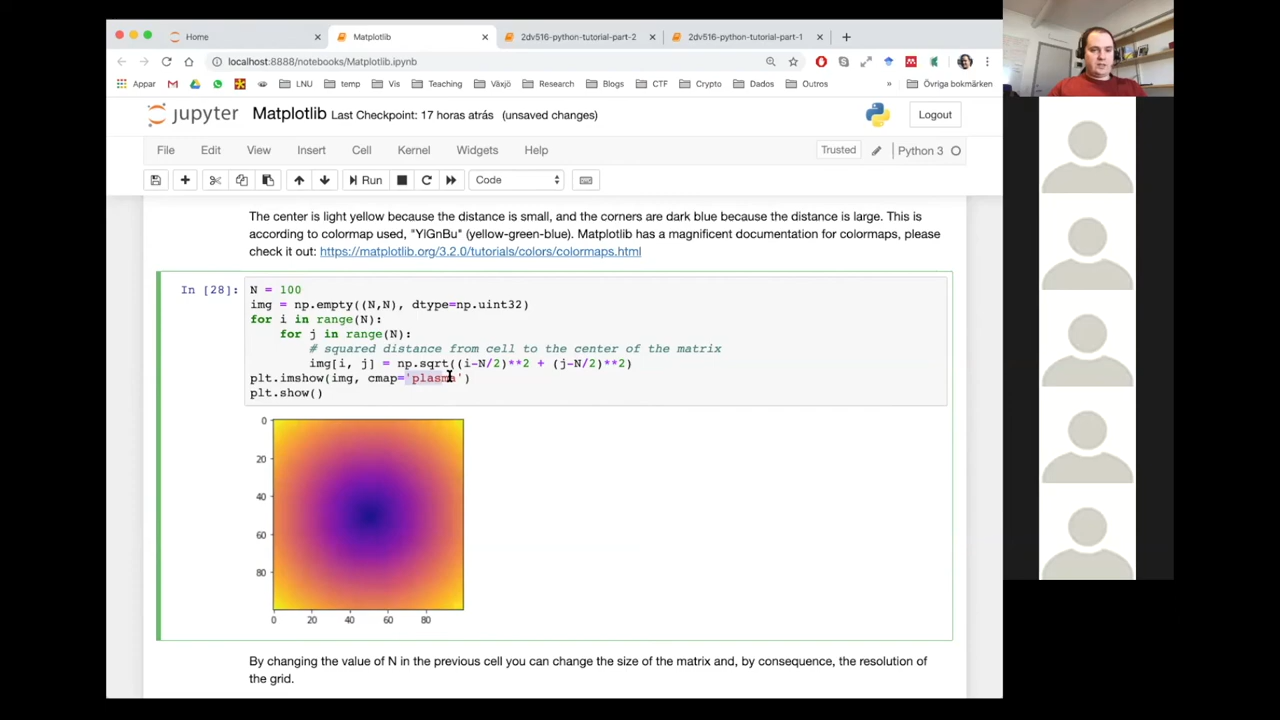 Home
Matplotlib
2dv516-python-tutorial-part-2
2dv516-python-tutorial-part-1
localhost:8888/notebooks/Matplotlib.ipynb
Appar
LNU
temp
Vis
Teaching
Växjö
Research
Blogs
CTF
Crypto
Dados
Outros
»
Övriga bokmärken
jupyter Matplotlib Last Checkpoint: 17 horas atrás (unsaved changes)
Logout
File Edit View Insert Cell Kernel Widgets Help
Trusted
Python 3
Run
Code
The center is light yellow because the distance is small, and the corners are dark blue because the distance is large. This is
according to colormap used, "YlGnBu" (yellow-green-blue). Matplotlib has a magnificent documentation for colormaps, please
check it out: https://matplotlib.org/3.2.0/tutorials/colors/colormaps.html
In [28]:
N = 100
img = np.empty((N,N), dtype=np.uint32)
for i in range(N):
    for j in range(N):
        # squared distance from cell to the center of the matrix
        img[i, j] = np.sqrt((i-N/2)**2 + (j-N/2)**2)
plt.imshow(img, cmap='plasma')
plt.show()
0
20
40
60
80
0 20 40 60 80
By changing the value of N in the previous cell you can change the size of the matrix and, by consequence, the resolution of
the grid.